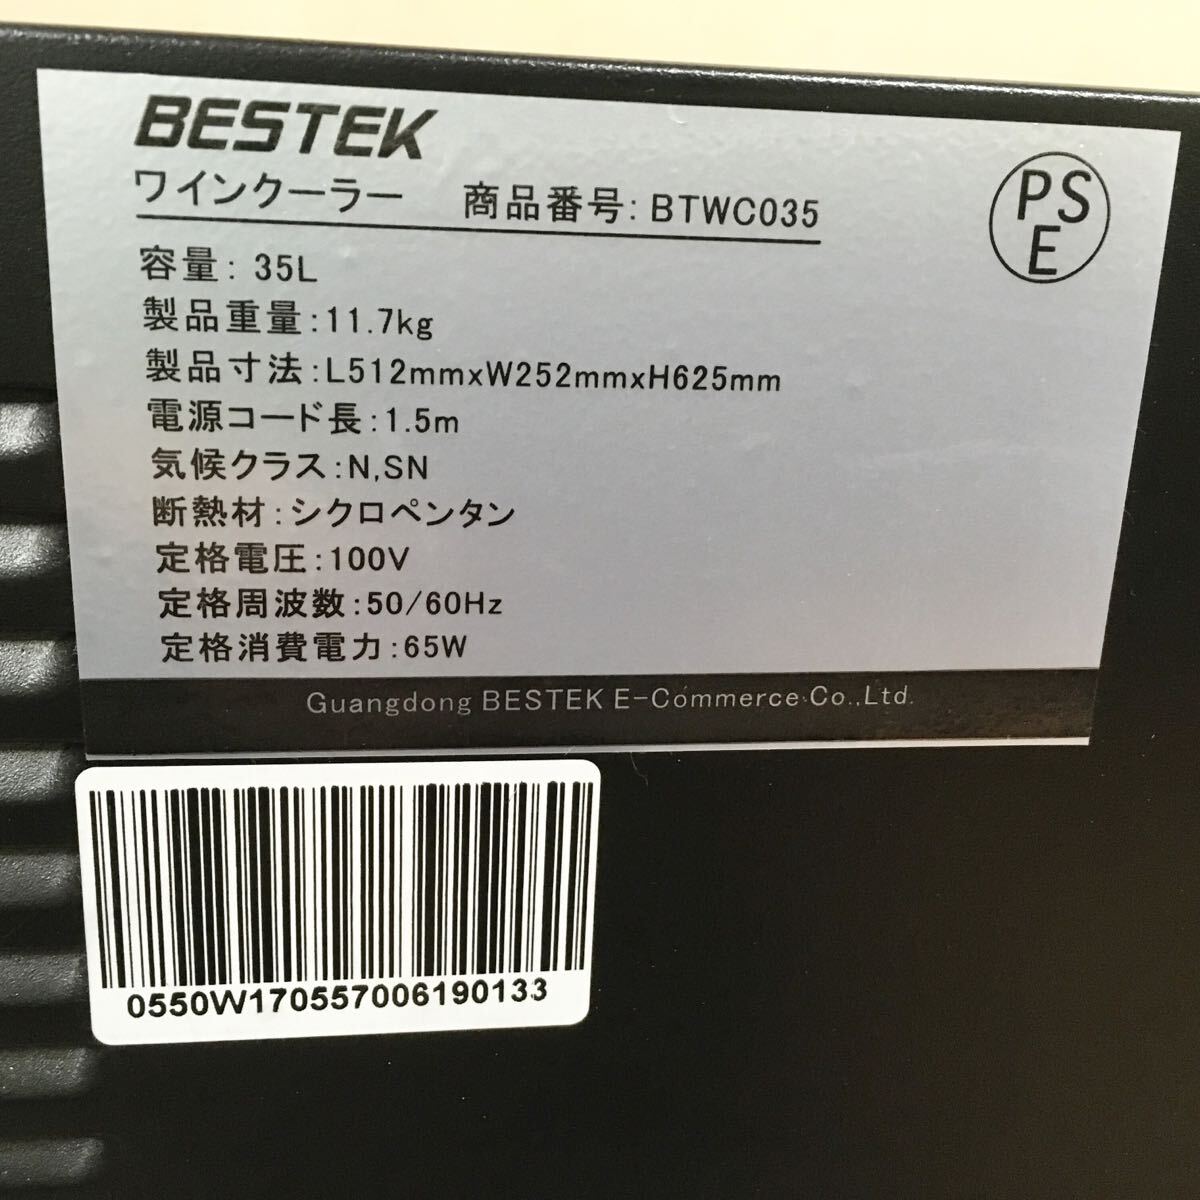 BESTEK
ワインクーラー 商品番号: BTWC035
PS
E
容量: 35L
製品重量:11.7kg
製品寸法:L512mmxW252mmxH625mm
電源コード長:1.5m
気候クラス:N,SN
断熱材:シクロペンタン
定格電圧:100V
定格周波数:50/60Hz
定格消費電力:65W
Guangdong BESTEK E-Commerce Co.,Ltd.
0550W170557006190133